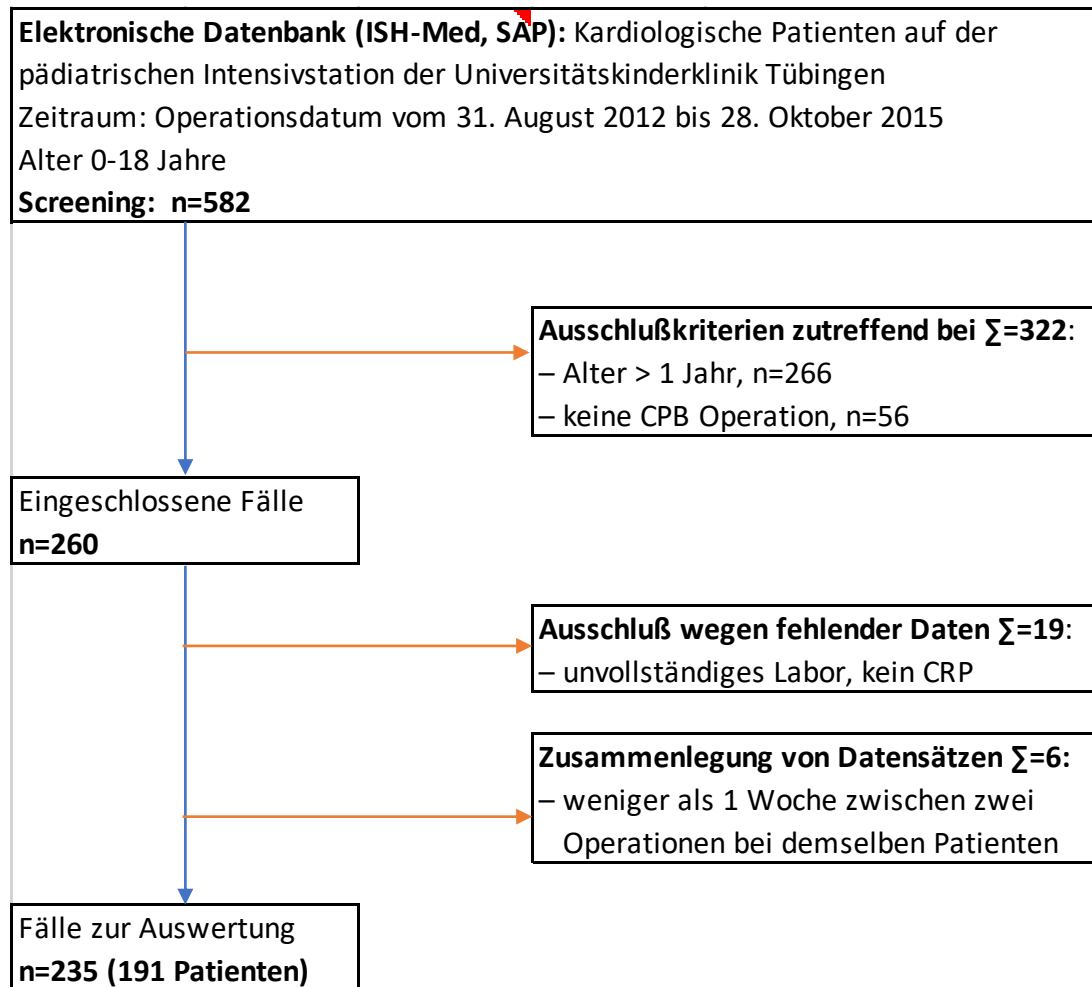 Elektronische Datenbank (ISH-Med, SAP): Kardiologische Patienten auf der
pädiatrischen Intensivstation der Universitätskinderklinik Tübingen
Zeitraum: Operationsdatum vom 31. August 2012 bis 28. Oktober 2015
Alter 0-18 Jahre
Screening: n=582
Ausschlußkriterien zutreffend bei ∑=322:
– Alter > 1 Jahr, n=266
– keine CPB Operation, n=56
Eingeschlossene Fälle
n=260
Ausschluß wegen fehlender Daten ∑=19:
– unvollständiges Labor, kein CRP
Zusammenlegung von Datensätzen ∑=6:
– weniger als 1 Woche zwischen zwei
Operationen bei demselben Patienten
Fälle zur Auswertung
n=235 (191 Patienten)